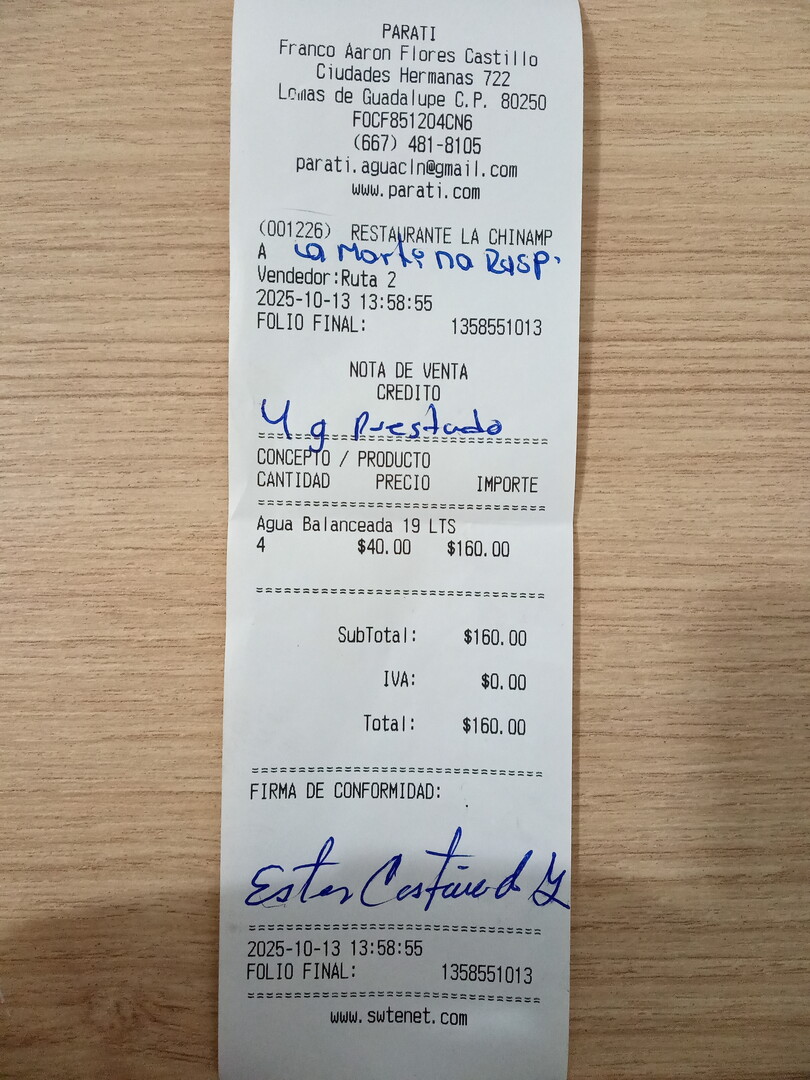 PARATI
Franco Aaron Flores Castillo
Ciudades Hermanas 722
Lomas de Guadalupe C.P. 80250
FOCF851204CN6
(667) 481-8105
parati.aguacln@gmail.com
www.parati.com
(001226) RESTAURANTE LA CHINAMP
A La Martina
Vendedor:Ruta 2
2025-10-13 13:58:55
FOLIO FINAL: 1358551013
NOTA DE VENTA
CREDITO
4 g prestado
CONCEPTO / PRODUCTO
CANTIDAD PRECIO IMPORTE
Agua Balanceada 19 LTS
4 $40.00 $160.00
SubTotal: $160.00
IVA: $0.00
Total: $160.00
FIRMA DE CONFORMIDAD:
Ester
2025-10-13 13:58:55
FOLIO FINAL: 1358551013
www.swtenet.com